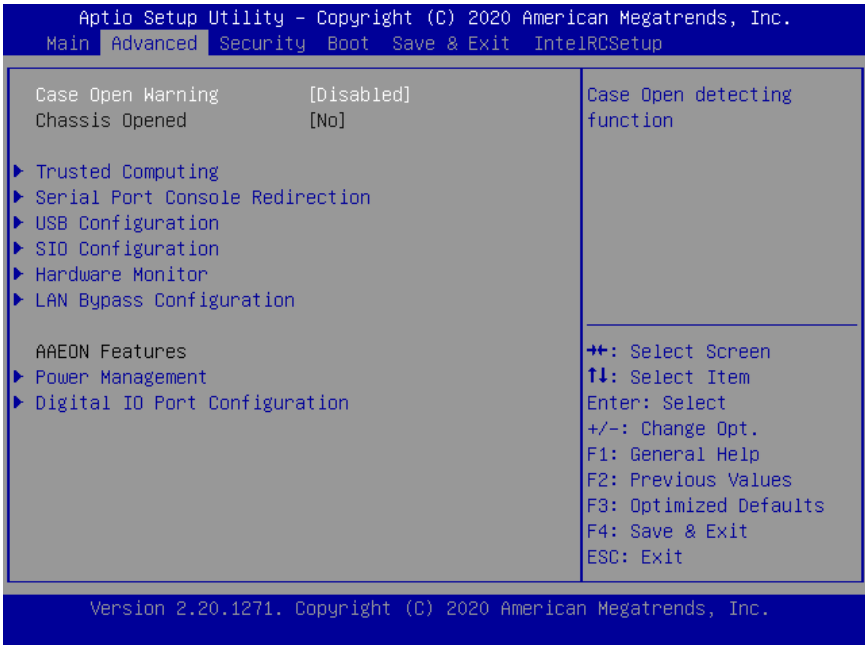 Aptio Setup Utility – Copyright (C) 2020 American Megatrends, Inc.
Main Advanced Security Boot Save & Exit IntelRCSetup
Case Open Warning [Disabled]
Chassis Opened [No]
Trusted Computing
Serial Port Console Redirection
USB Configuration
SIO Configuration
Hardware Monitor
LAN Bypass Configuration
AAEON Features
Power Management
Digital IO Port Configuration
Case Open detecting
function
→←: Select Screen
↑↓: Select Item
Enter: Select
+/-: Change Opt.
F1: General Help
F2: Previous Values
F3: Optimized Defaults
F4: Save & Exit
ESC: Exit
Version 2.20.1271. Copyright (C) 2020 American Megatrends, Inc.